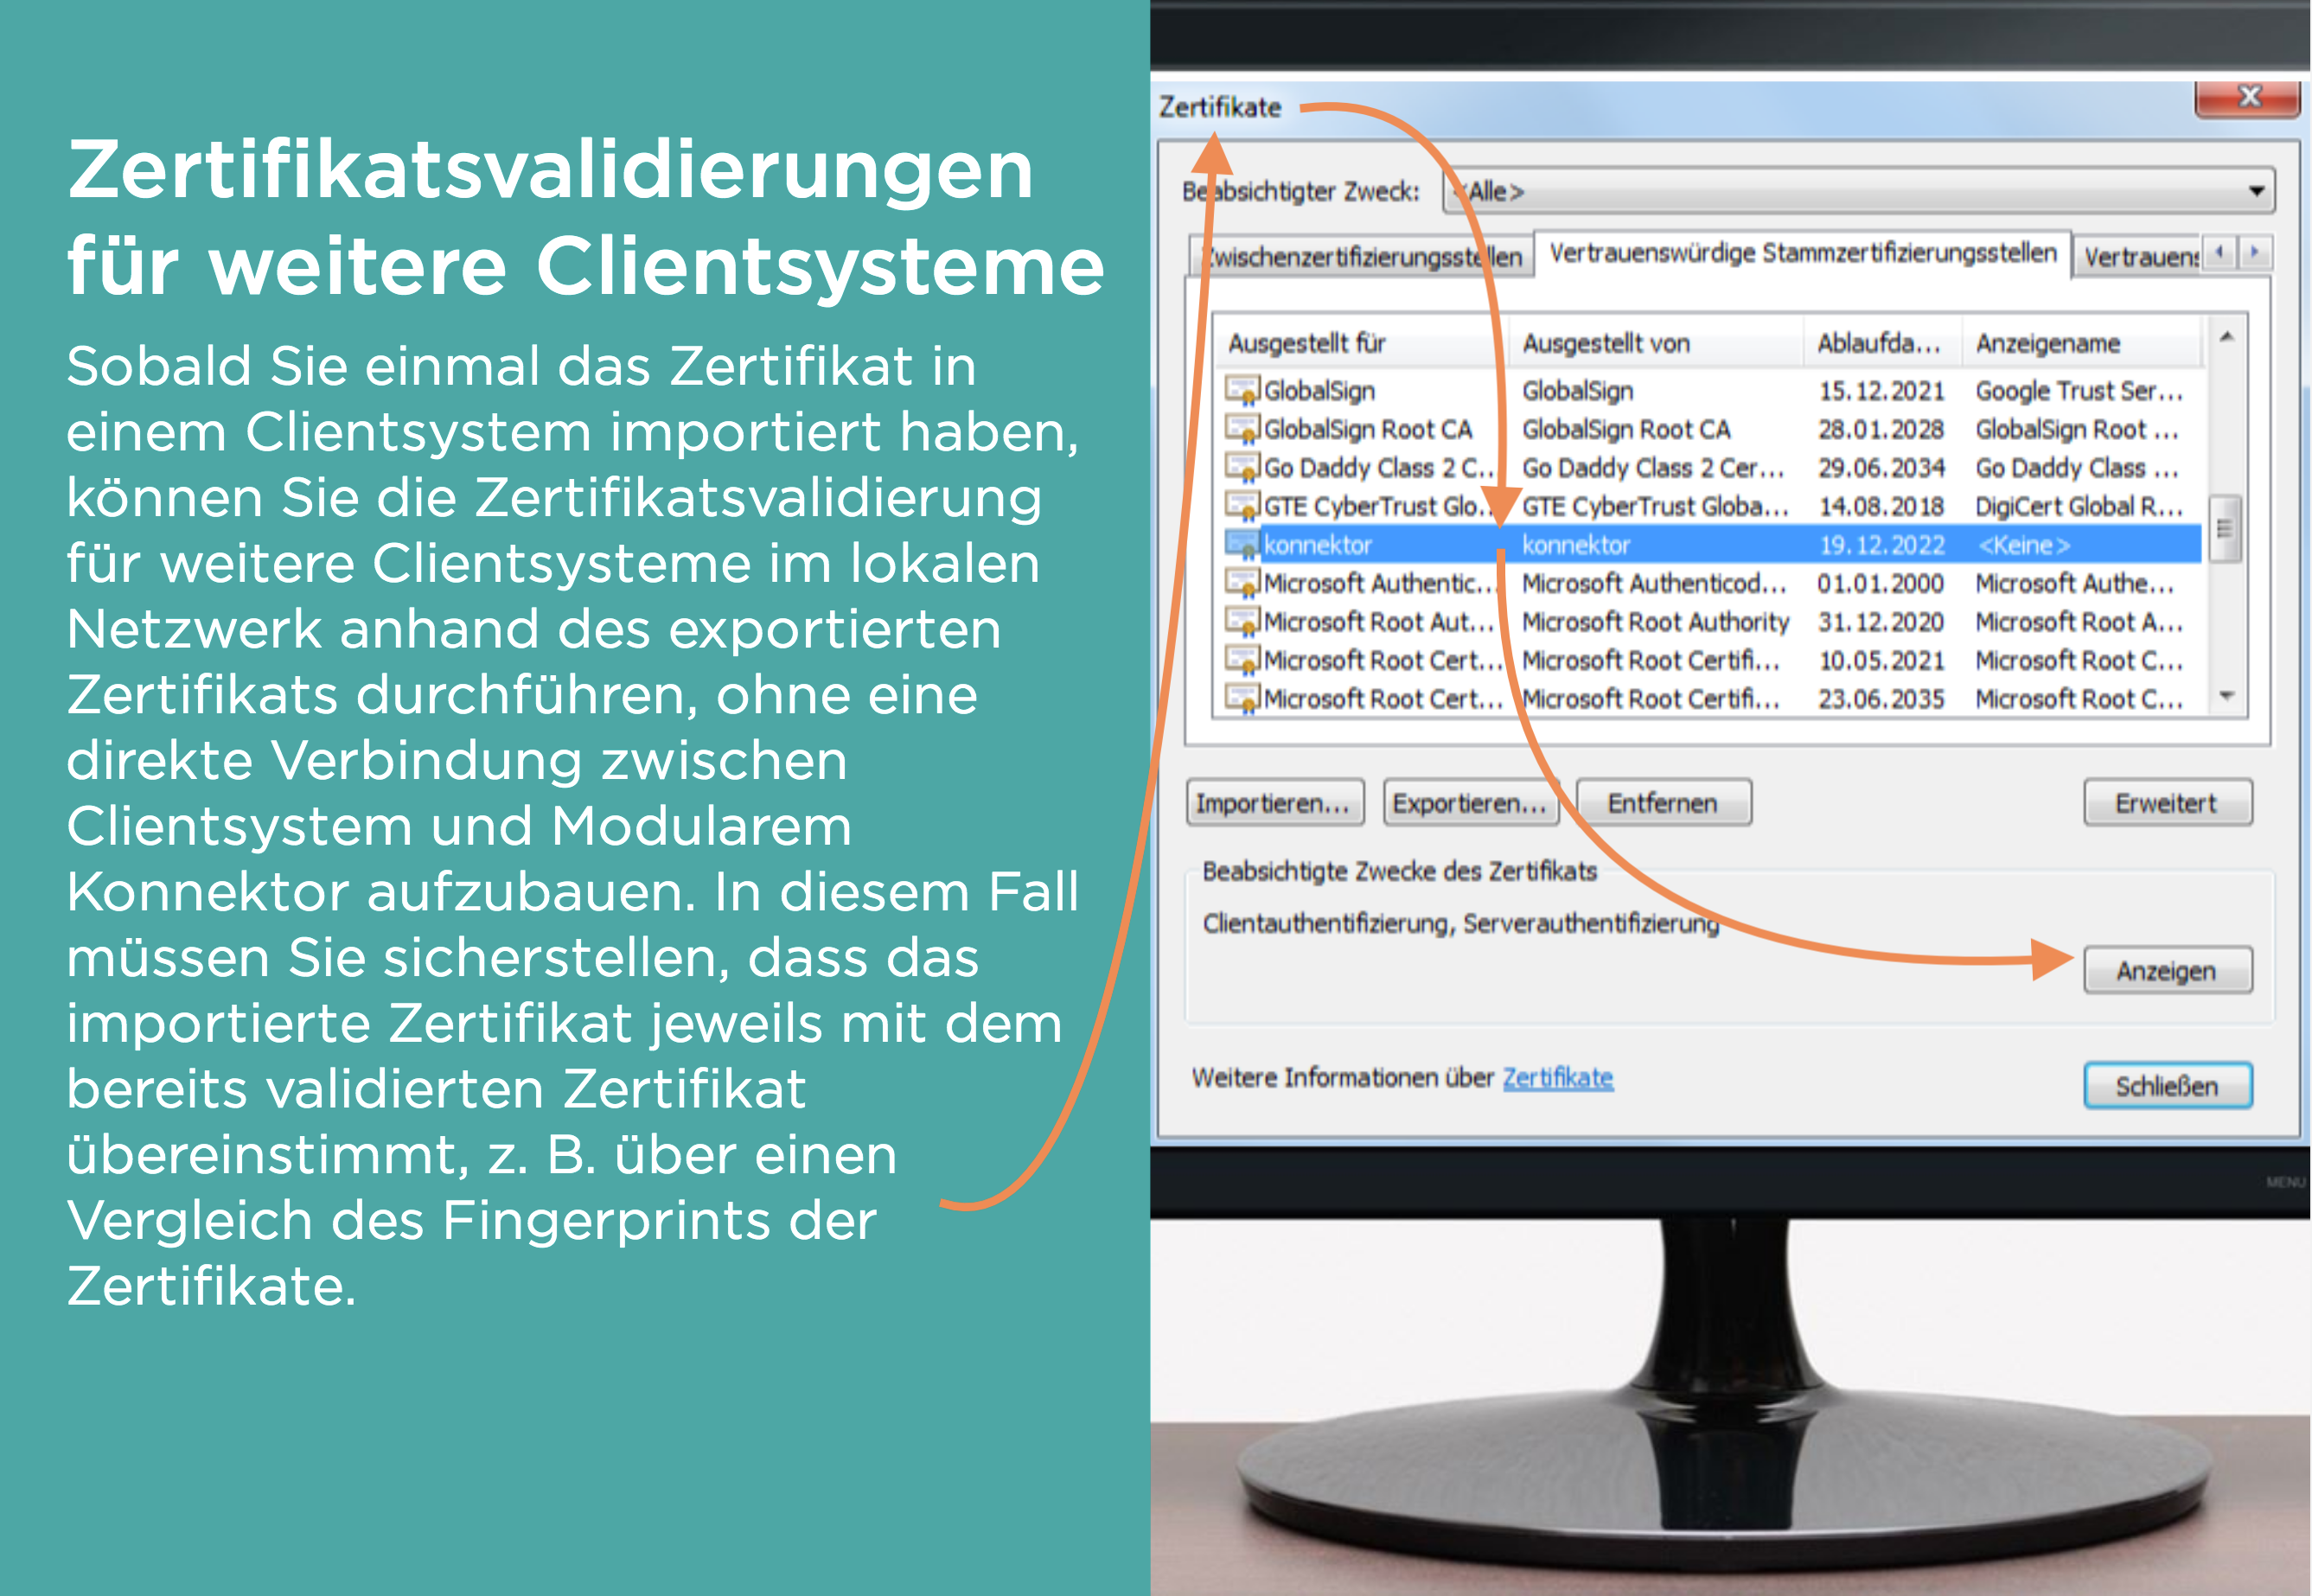 Zertifikatsvalidierungen
für weitere Clientsysteme
Sobald Sie einmal das Zertifikat in
einem Clientsystem importiert haben,
können Sie die Zertifikatsvalidierung
für weitere Clientsysteme im lokalen
Netzwerk anhand des exportierten
Zertifikats durchführen, ohne eine
direkte Verbindung zwischen
Clientsystem und Modularem
Konnektor aufzubauen. In diesem Fall
müssen Sie sicherstellen, dass das
importierte Zertifikat jeweils mit dem
bereits validierten Zertifikat
übereinstimmt, z. B. über einen
Vergleich des Fingerprints der
Zertifikate.
Zertifikate
Beabsichtigter Zweck: <Alle>
Zwischenzertifizierungsstellen Vertrauenswürdige Stammzertifizierungsstellen Vertrauens
Ausgestellt für Ausgestellt von Ablaufda... Anzeigename
GlobalSign GlobalSign 15.12.2021 Google Trust Ser...
GlobalSign Root CA GlobalSign Root CA 28.01.2028 GlobalSign Root ...
Go Daddy Class 2 C... Go Daddy Class 2 Cer... 29.06.2034 Go Daddy Class ...
GTE CyberTrust Glo... GTE CyberTrust Globa... 14.08.2018 DigiCert Global R...
konnektor konnektor 19.12.2022 <Keine>
Microsoft Authentic... Microsoft Authenticod... 01.01.2000 Microsoft Authe...
Microsoft Root Aut... Microsoft Root Authority 31.12.2020 Microsoft Root A...
Microsoft Root Cert... Microsoft Root Certifi... 10.05.2021 Microsoft Root C...
Microsoft Root Cert... Microsoft Root Certifi... 23.06.2035 Microsoft Root C...
Importieren... Exportieren... Entfernen Erweitert
Beabsichtigte Zwecke des Zertifikats
Clientauthentifizierung, Serverauthentifizierung
Anzeigen
Weitere Informationen über Zertifikate
Schließen
MENU